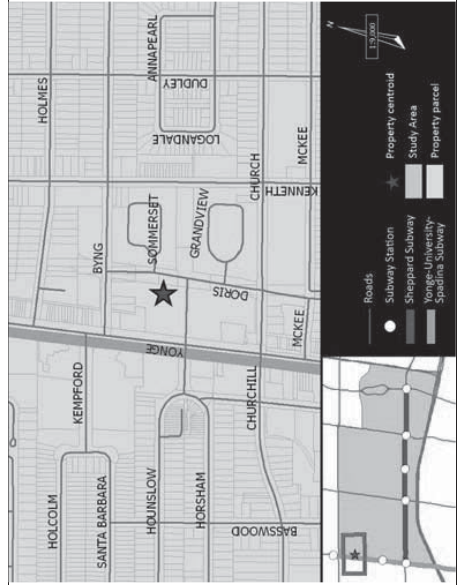 HOLMES
ANNAPEARL
DUDLEY
LOGANDALE
BYNG
SOMMERSET
GRANDVIEW
CHURCH
MCKEE
KENNETH
DORIS
MCKEE
YONGE
KEMPFORD
CHURCHILL
HOLCOLM
SANTA BARBARA
HOUNSLOW
HORSHAM
BASSWOOD
N
1:9,000
Roads
Subway Station
Sheppard Subway
Yonge-University-
Spadina Subway
Property centroid
Study Area
Property parcel